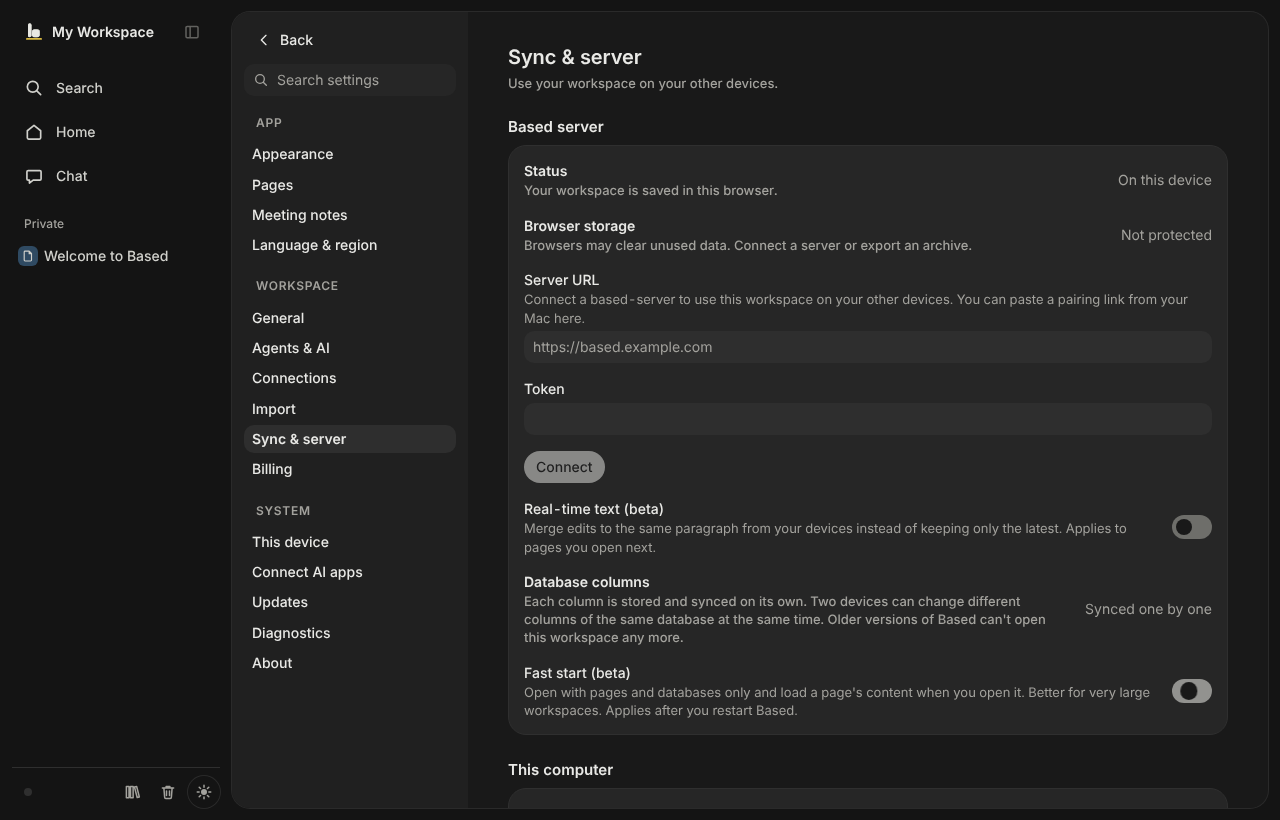 My Workspace
Search
Home
Chat
Private
Welcome to Based
Back
Search settings
APP
Appearance
Pages
Meeting notes
Language & region
WORKSPACE
General
Agents & AI
Connections
Import
Sync & server
Billing
SYSTEM
This device
Connect AI apps
Updates
Diagnostics
About
Sync & server
Use your workspace on your other devices.
Based server
Status
Your workspace is saved in this browser.
On this device
Browser storage
Browsers may clear unused data. Connect a server or export an archive.
Not protected
Server URL
Connect a based-server to use this workspace on your other devices. You can paste a pairing link from your
Mac here.
https://based.example.com
Token
Connect
Real-time text (beta)
Merge edits to the same paragraph from your devices instead of keeping only the latest. Applies to
pages you open next.
Database columns
Each column is stored and synced on its own. Two devices can change different
columns of the same database at the same time. Older versions of Based can't open
this workspace any more.
Synced one by one
Fast start (beta)
Open with pages and databases only and load a page's content when you open it. Better for very large
workspaces. Applies after you restart Based.
This computer